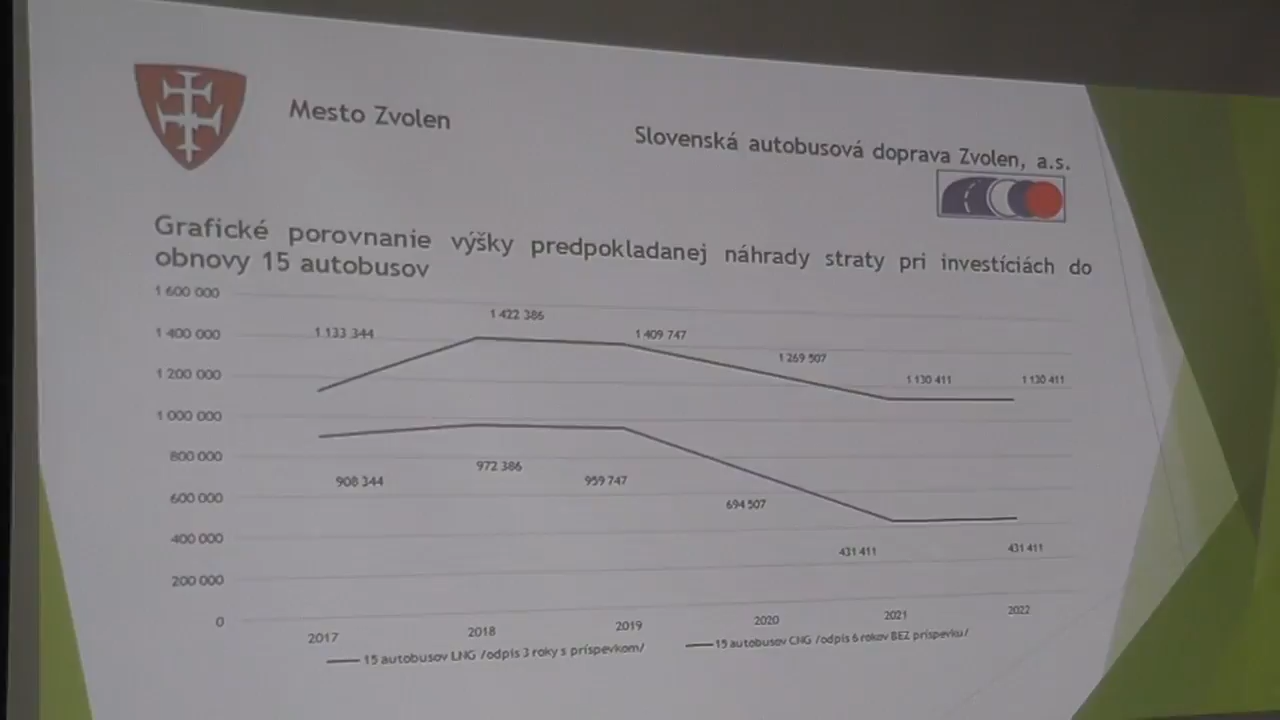 Mesto Zvolen
Slovenská autobusová doprava Zvolen, a.s.
Grafické porovnanie výšky predpokladanej náhrady straty pri investíciách do
obnovy 15 autobusov
1 600 000
1 400 000
1 200 000
1 000 000
800 000
600 000
400 000
200 000
0
1 133 344
1 422 386
1 409 747
1 269 507
1 130 411
1 130 411
908 344
972 386
959 747
694 507
431 411
431 411
2017
2018
2019
2020
2021
2022
15 autobusov LNG /odpis 3 roky s príspevkom/
15 autobusov CNG /odpis 6 rokov BEZ príspevku/